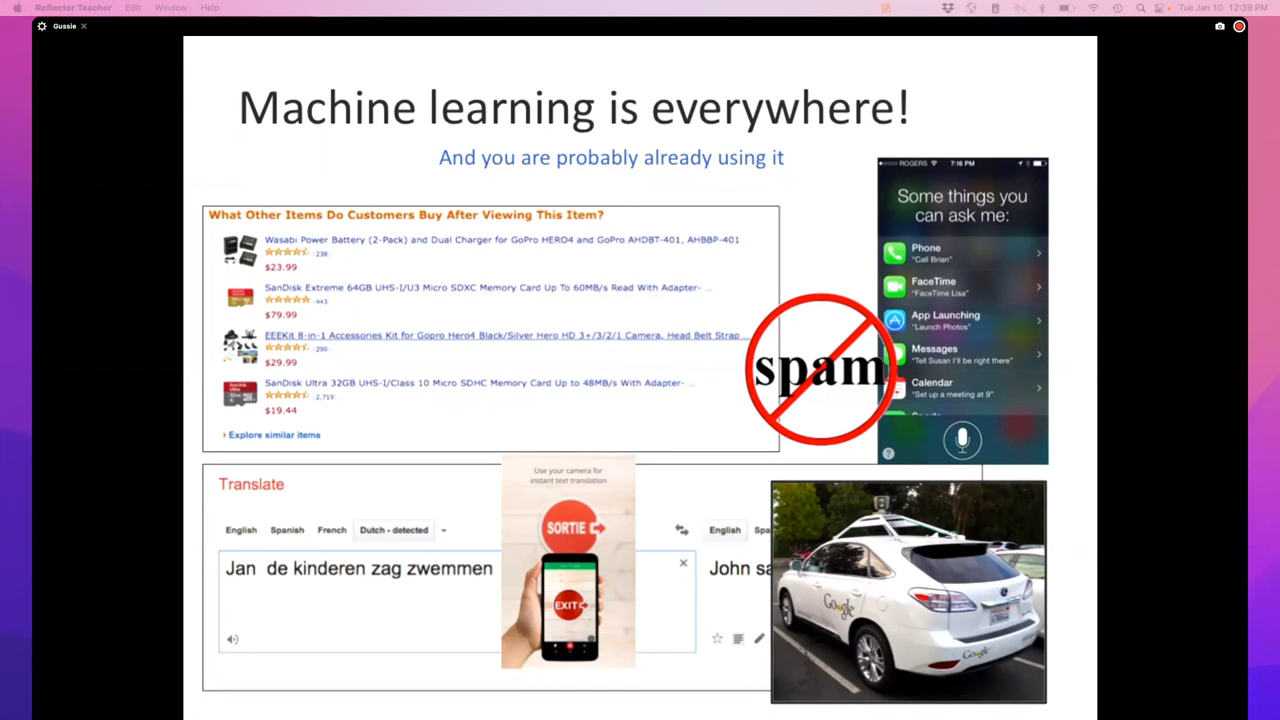 Reflector Teacher Edit Window Help
Tue Jan 10 12:39 PM
Gussie
Machine learning is everywhere!
And you are probably already using it
What Other Items Do Customers Buy After Viewing This Item?
Wasabi Power Battery (2-Pack) and Dual Charger for GoPro HERO4 and GoPro AHDBT-401, AHBBP-401
238
$23.99
SanDisk Extreme 64GB UHS-I/U3 Micro SDXC Memory Card Up To 60MB/s Read With Adapter- ...
443
$79.99
EEEKit 8-in-1 Accessories Kit for Gopro Hero4 Black/Silver Hero HD 3+/3/2/1 Camera, Head Belt Strap ...
299
$29.99
SanDisk Ultra 32GB UHS-I/Class 10 Micro SDHC Memory Card Up to 48MB/s With Adapter- ...
2,719
$19.44
› Explore similar items
spam
ROGERS 7:16 PM
Some things you
can ask me:
Phone
"Call Brian"
FaceTime
"FaceTime Lisa"
App Launching
"Launch Photos"
Messages
"Tell Susan I'll be right there"
Calendar
"Set up a meeting at 9"
?
Translate
English Spanish French Dutch - detected
Jan de kinderen zag zwemmen
Use your camera for
instant text translation
SORTIE
EXIT
English Spa
John sa
Google
Google